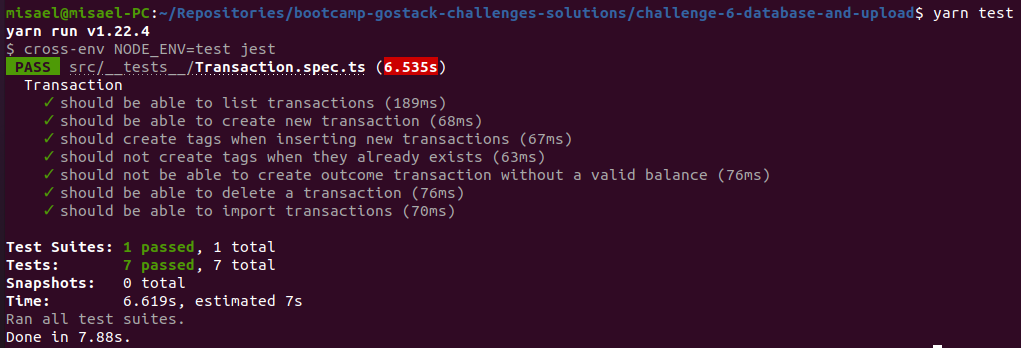 misael@misael-PC:~/Repositories/bootcamp-gostack-challenges-solutions/challenge-6-database-and-upload$ yarn test
yarn run v1.22.4
$ cross-env NODE_ENV=test jest
PASS src/__tests__/Transaction.spec.ts (6.535s)
Transaction
✓ should be able to list transactions (189ms)
✓ should be able to create new transaction (68ms)
✓ should create tags when inserting new transactions (67ms)
✓ should not create tags when they already exists (63ms)
✓ should not be able to create outcome transaction without a valid balance (76ms)
✓ should be able to delete a transaction (76ms)
✓ should be able to import transactions (70ms)
Test Suites: 1 passed, 1 total
Tests: 7 passed, 7 total
Snapshots: 0 total
Time: 6.619s, estimated 7s
Ran all test suites.
Done in 7.88s.